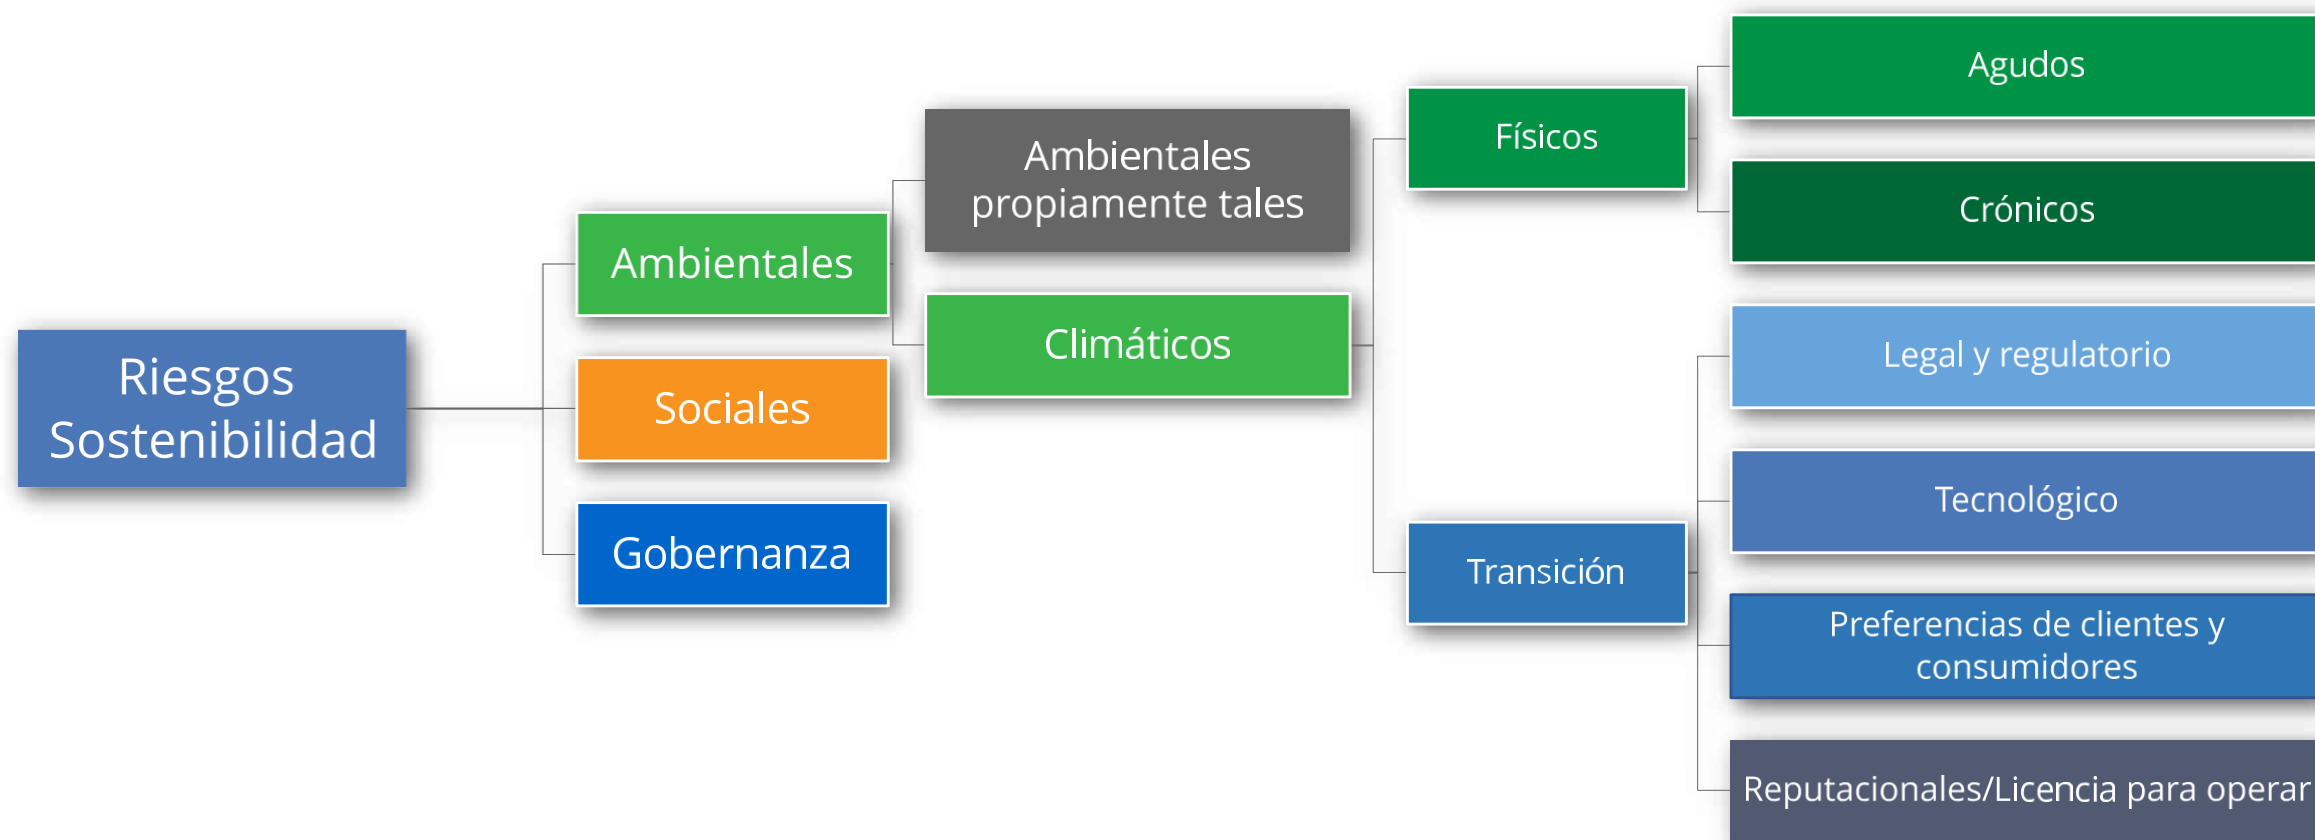 Riesgos
Sostenibilidad
Ambientales
Sociales
Gobernanza
Ambientales
propiamente tales
Climáticos
Físicos
Transición
Agudos
Crónicos
Legal y regulatorio
Tecnológico
Preferencias de clientes y
consumidores
Reputacionales/Licencia para operar